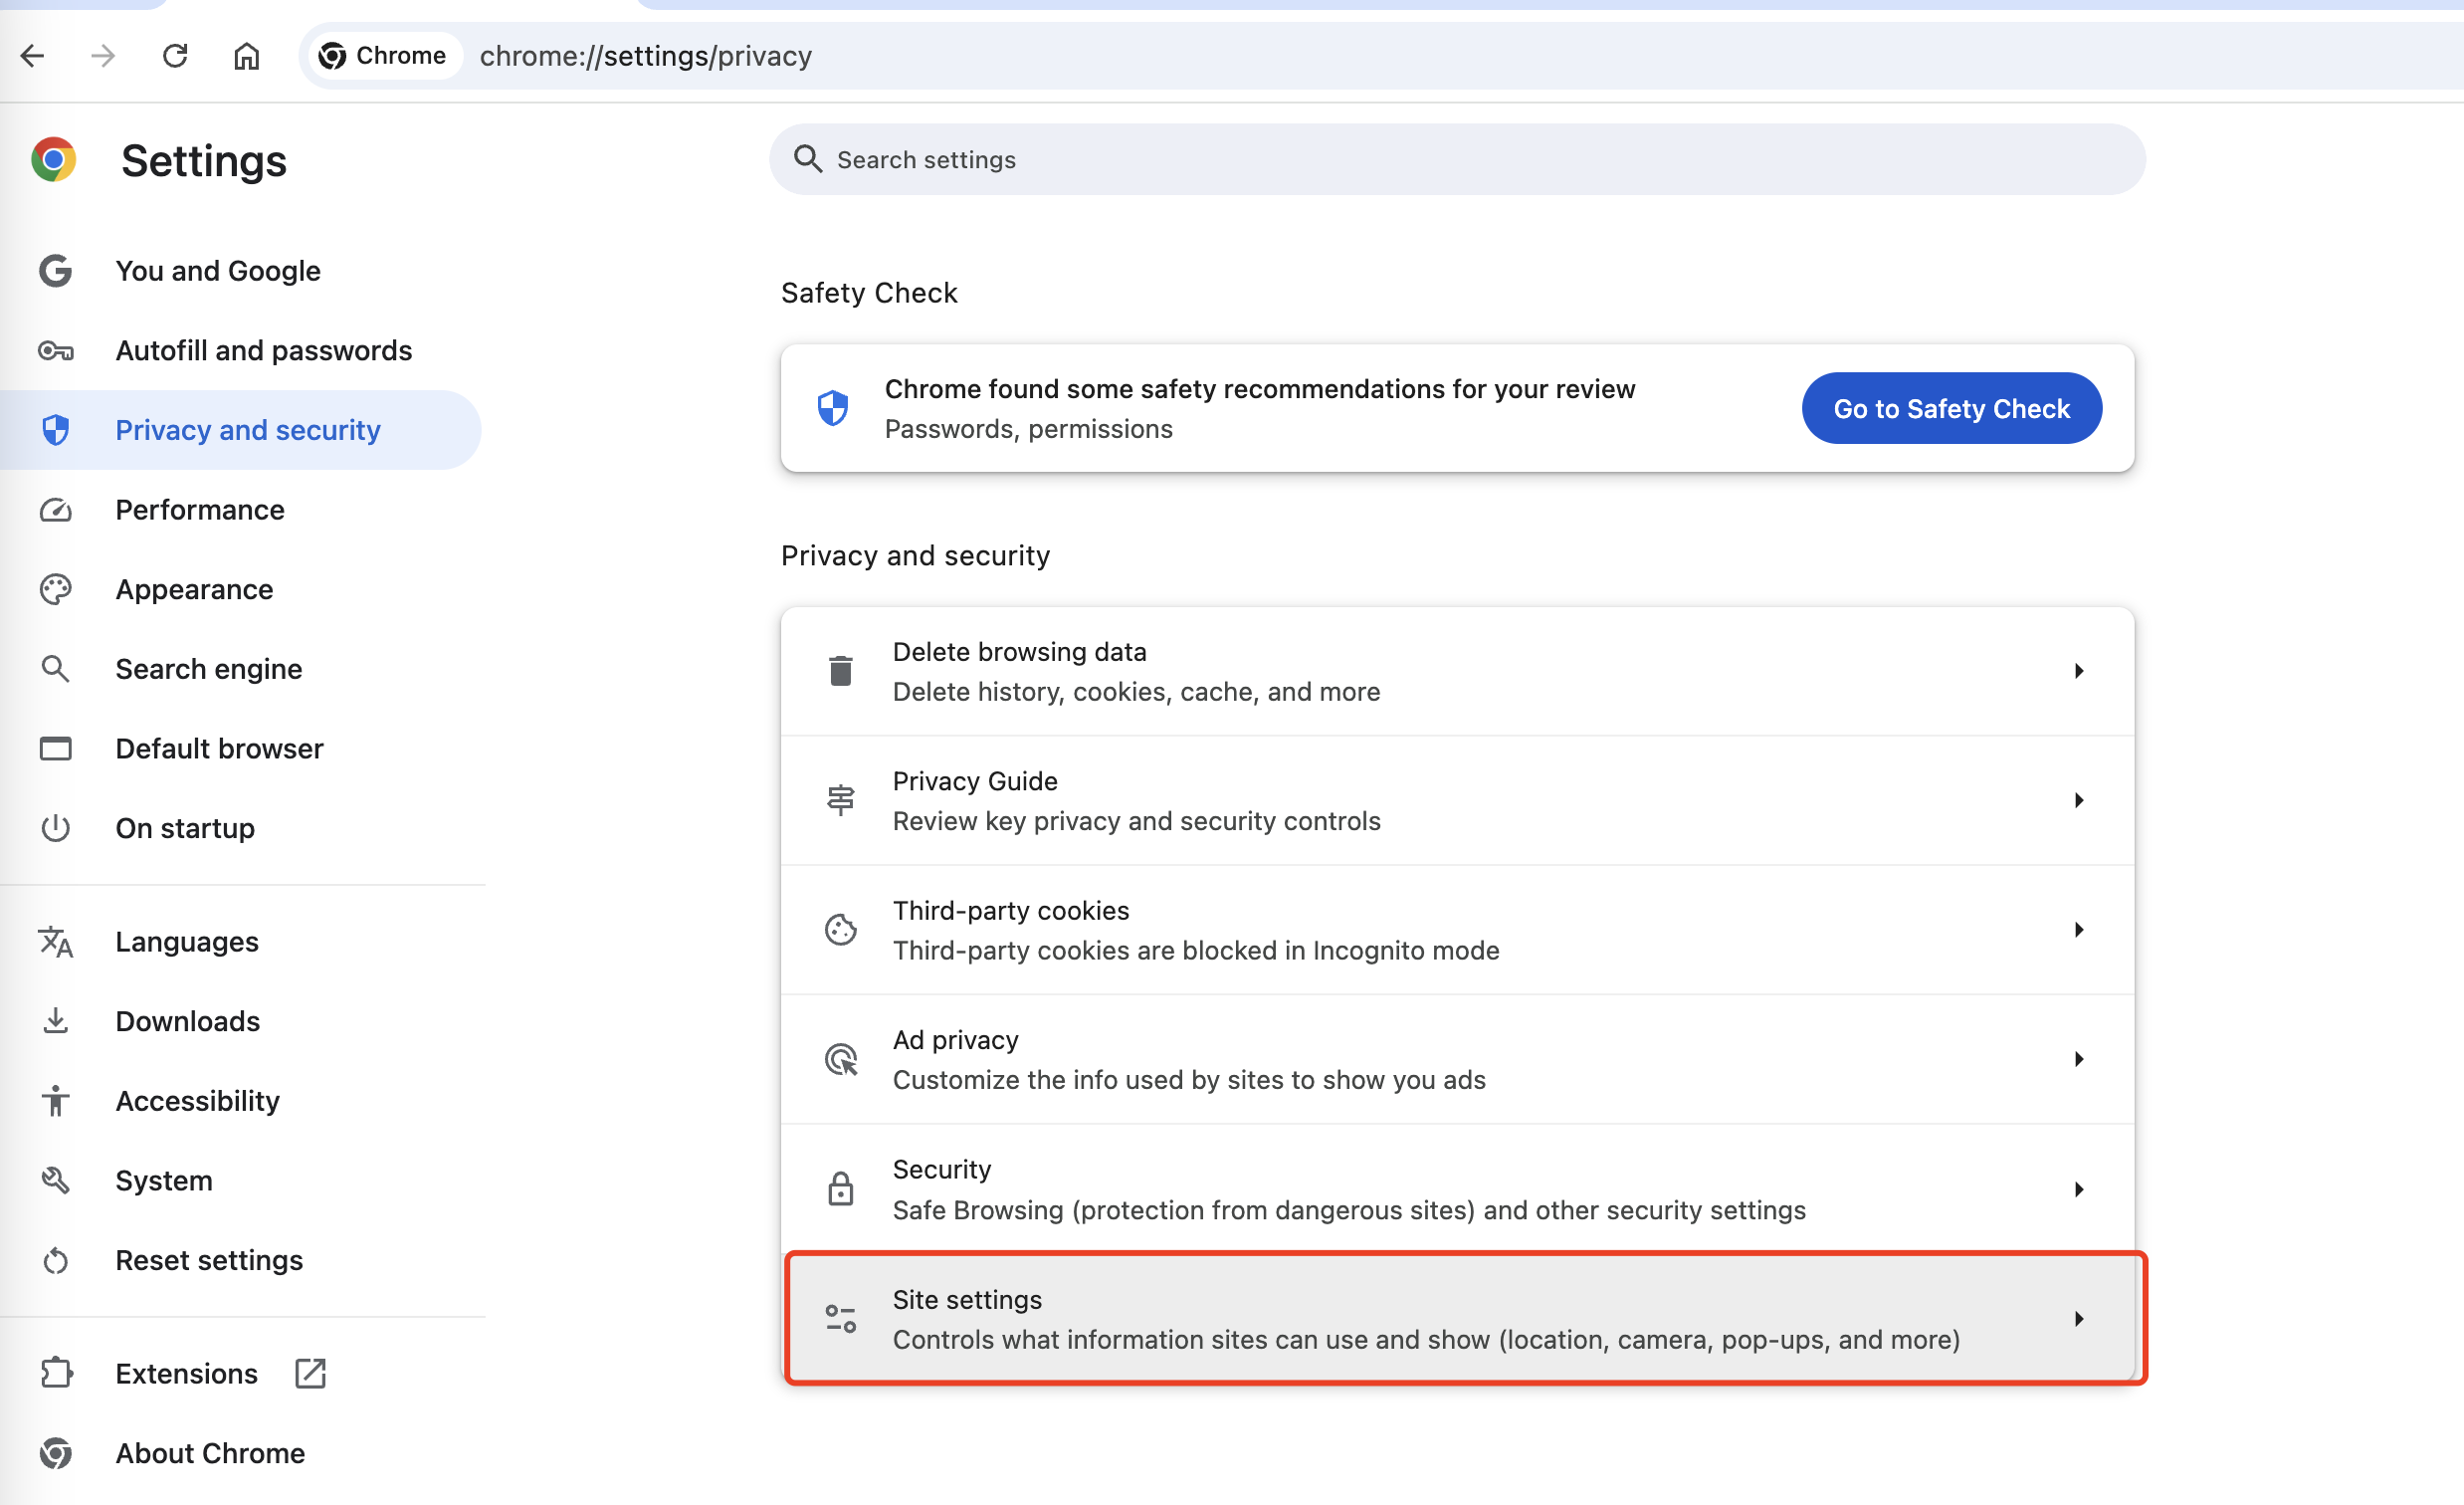 Chrome
chrome://settings/privacy
Settings
Search settings
You and Google
Autofill and passwords
Privacy and security
Performance
Appearance
Search engine
Default browser
On startup
Languages
Downloads
Accessibility
System
Reset settings
Extensions
About Chrome
Safety Check
Chrome found some safety recommendations for your review
Passwords, permissions
Go to Safety Check
Privacy and security
Delete browsing data
Delete history, cookies, cache, and more
Privacy Guide
Review key privacy and security controls
Third-party cookies
Third-party cookies are blocked in Incognito mode
Ad privacy
Customize the info used by sites to show you ads
Security
Safe Browsing (protection from dangerous sites) and other security settings
Site settings
Controls what information sites can use and show (location, camera, pop-ups, and more)